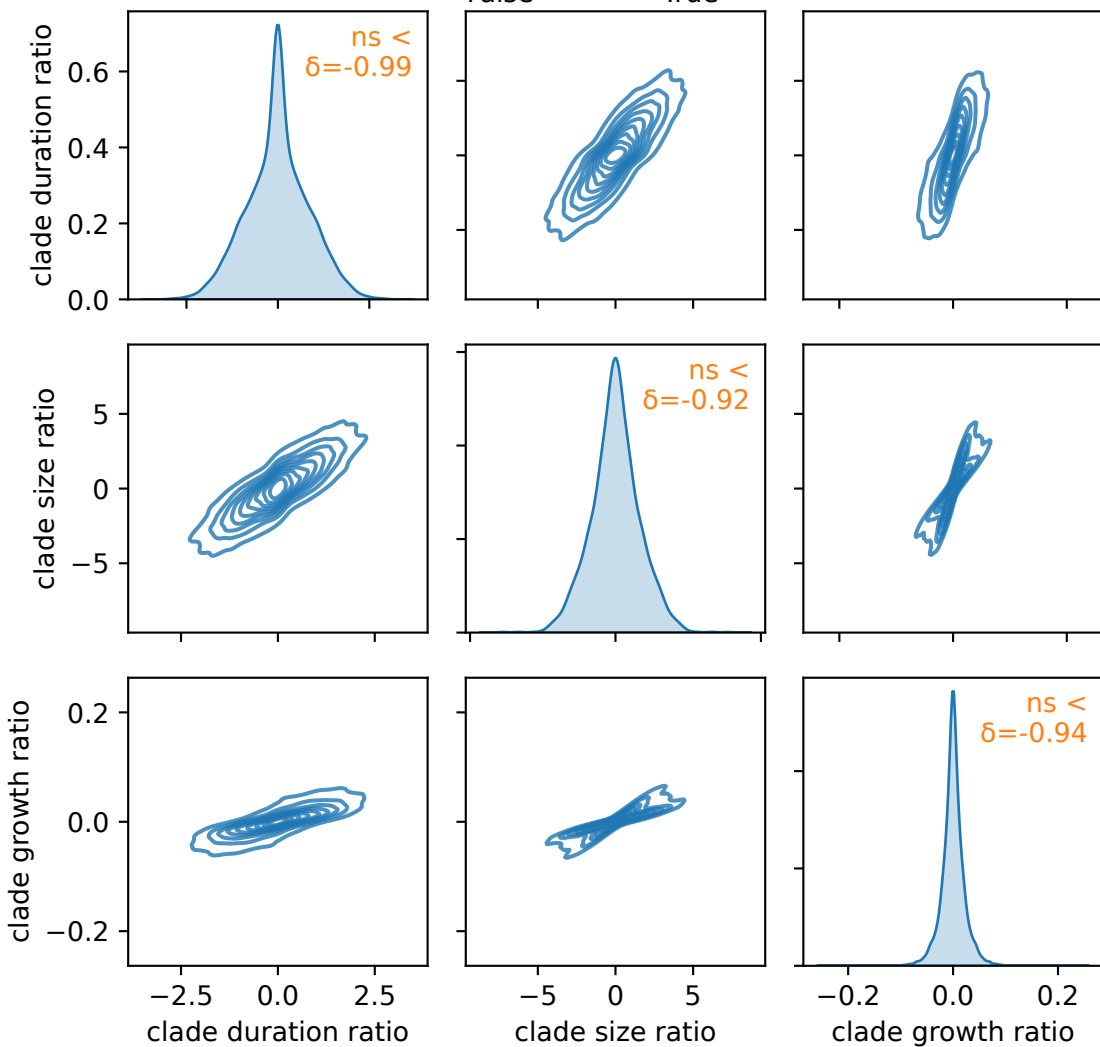 True
clade duration ratio
0.6
0.4
0.2
0.0
ns <
δ=-0.99
clade size ratio
5
0
−5
ns <
δ=-0.92
clade growth ratio
0.2
0.0
−0.2
ns <
δ=-0.94
−2.5 0.0 2.5
−5 0 5
−0.2 0.0 0.2
clade duration ratio
clade size ratio
clade growth ratio